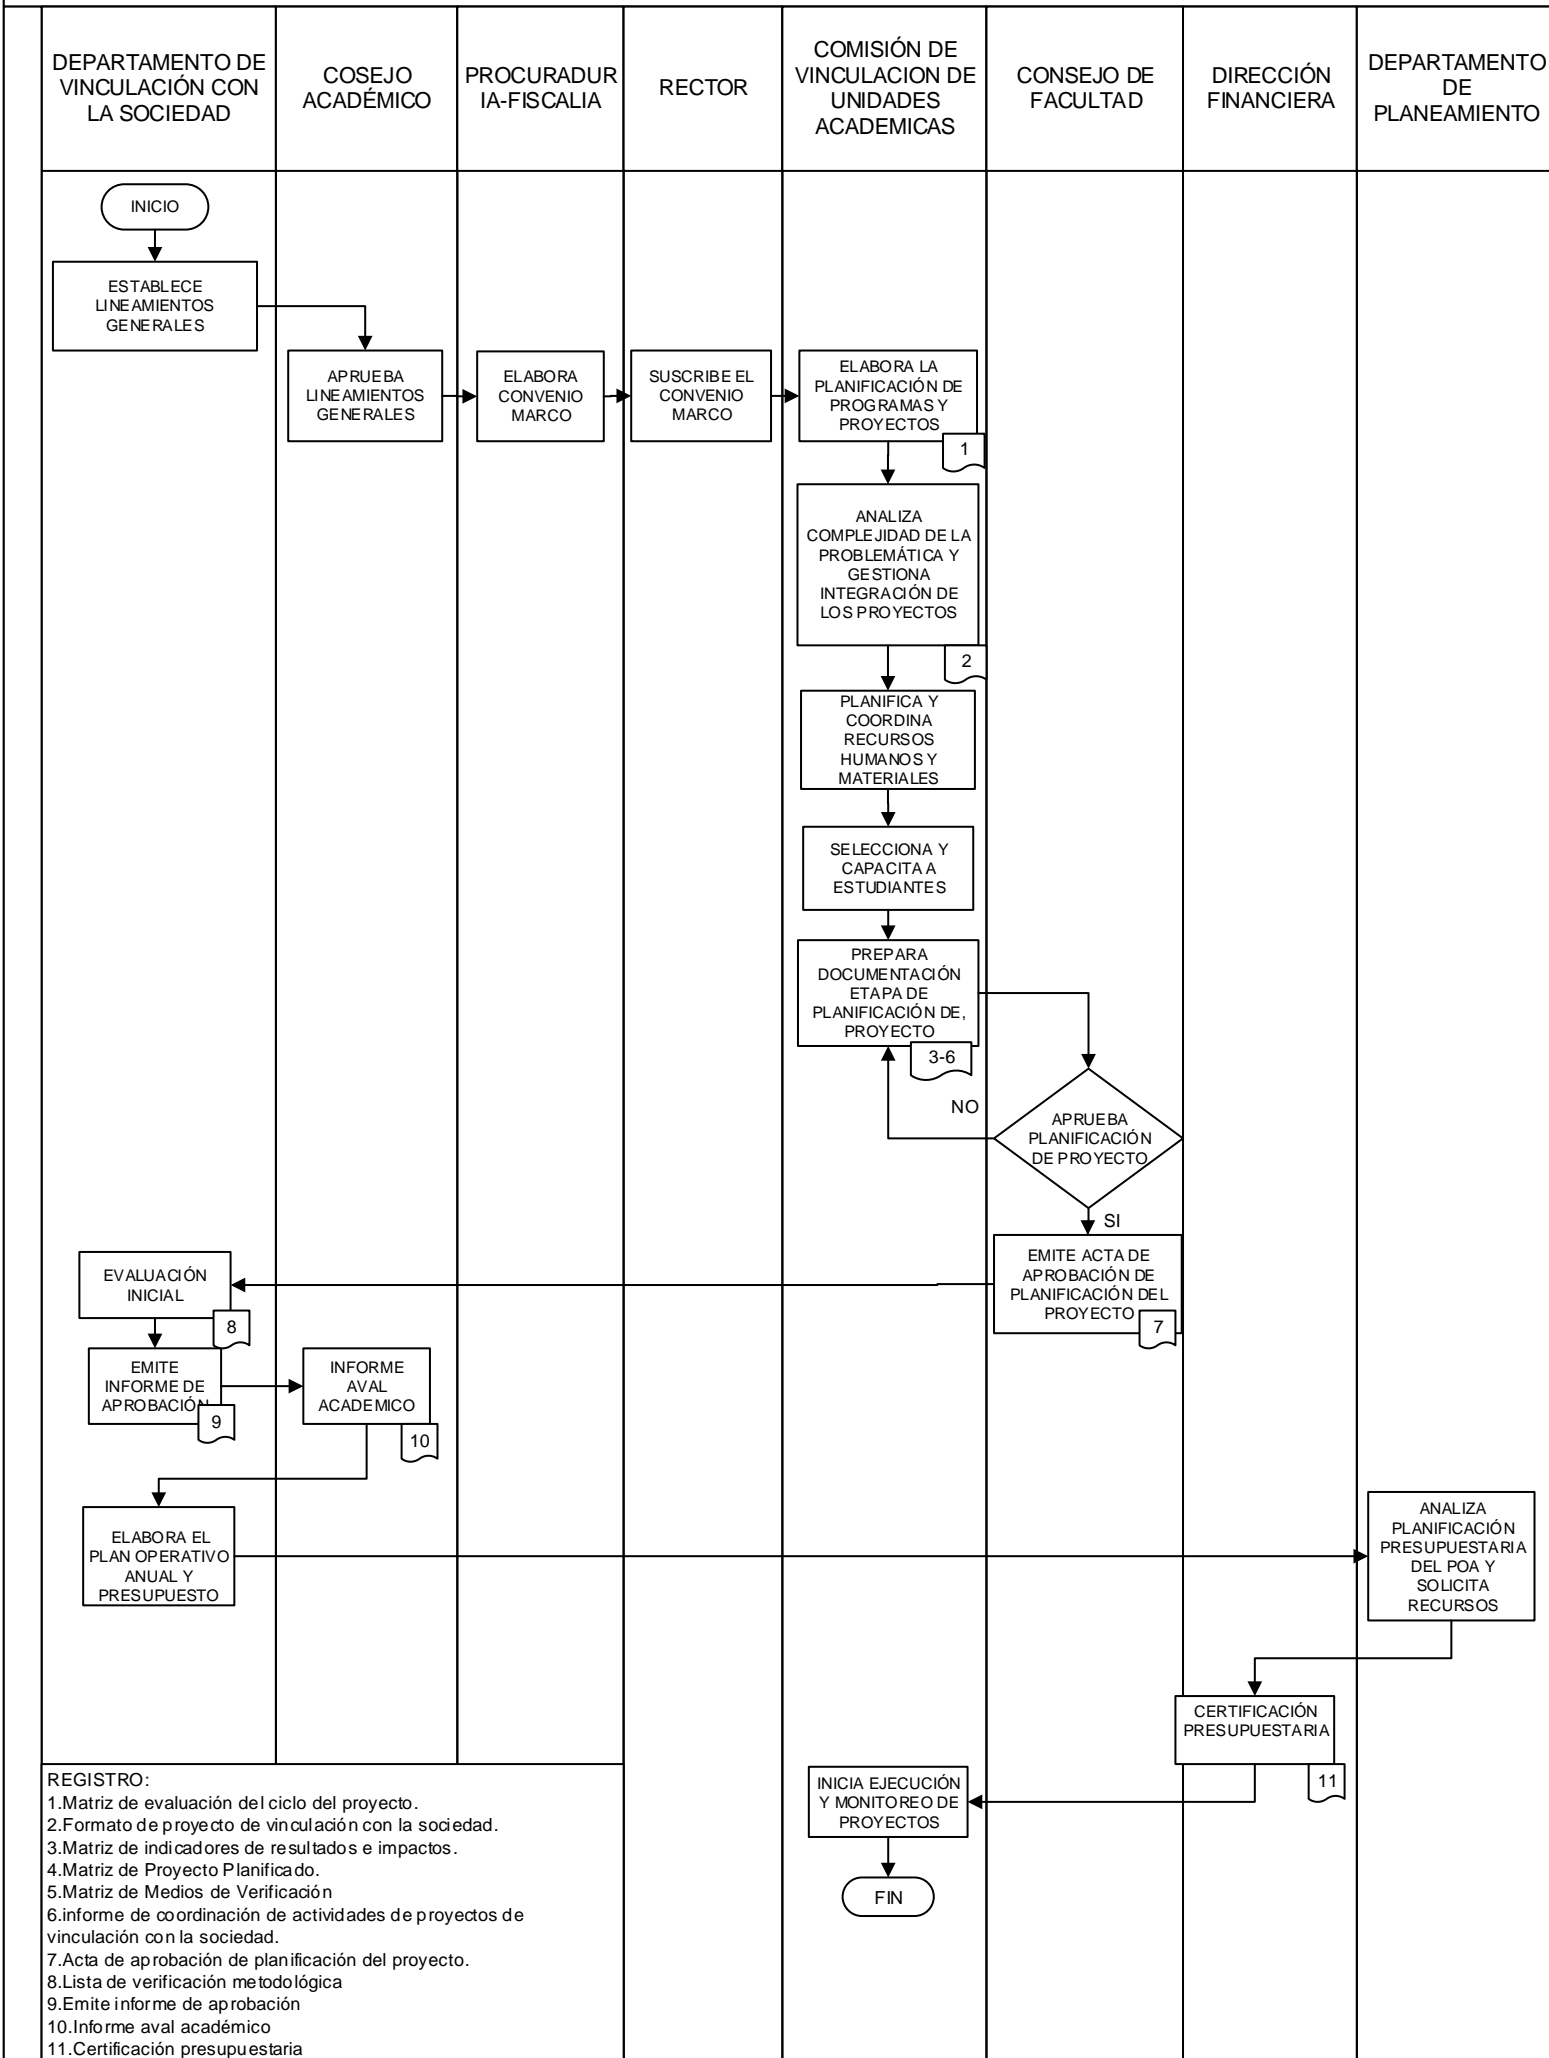 DEPARTAMENTO DE
VINCULACIÓN CON
LA SOCIEDAD
COSEJO
ACADÉMICO
PROCURADUR
IA-FISCALIA
RECTOR
COMISIÓN DE
VINCULACION DE
UNIDADES
ACADEMICAS
CONSEJO DE
FACULTAD
DIRECCIÓN
FINANCIERA
DEPARTAMENTO
DE
PLANEAMIENTO
INICIO
ESTABLECE
LINEAMIENTOS
GENERALES
APRUEBA
LINEAMIENTOS
GENERALES
ELABORA
CONVENIO
MARCO
SUSCRIBE EL
CONVENIO
MARCO
ELABORA LA
PLANIFICACIÓN DE
PROGRAMAS Y
PROYECTOS
1
ANALIZA
COMPLEJIDAD DE LA
PROBLEMÁTICA Y
GESTIONA
INTEGRACIÓN DE
LOS PROYECTOS
2
PLANIFICA Y
COORDINA
RECURSOS
HUMANOS Y
MATERIALES
SELECCIONA Y
CAPACITA A
ESTUDIANTES
PREPARA
DOCUMENTACIÓN
ETAPA DE
PLANIFICACIÓN DE,
PROYECTO
3-6
NO
APRUEBA
PLANIFICACIÓN
DE PROYECTO
SI
EMITE ACTA DE
APROBACIÓN DE
PLANIFICACIÓN DEL
PROYECTO
7
EVALUACIÓN
INICIAL
8
EMITE
INFORME DE
APROBACIÓN
9
INFORME
AVAL
ACADEMICO
10
ELABORA EL
PLAN OPERATIVO
ANUAL Y
PRESUPUESTO
ANALIZA
PLANIFICACIÓN
PRESUPUESTARIA
DEL POA Y
SOLICITA
RECURSOS
CERTIFICACIÓN
PRESUPUESTARIA
11
INICIA EJECUCIÓN
Y MONITOREO DE
PROYECTOS
FIN
REGISTRO:
1.Matriz de evaluación del ciclo del proyecto.
2.Formato de proyecto de vinculación con la sociedad.
3.Matriz de indicadores de resultados e impactos.
4.Matriz de Proyecto Planificado.
5.Matriz de Medios de Verificación
6.informe de coordinación de actividades de proyectos de
vinculación con la sociedad.
7.Acta de aprobación de planificación del proyecto.
8.Lista de verificación metodológica
9.Emite informe de aprobación
10.Informe aval académico
11.Certificación presupuestaria